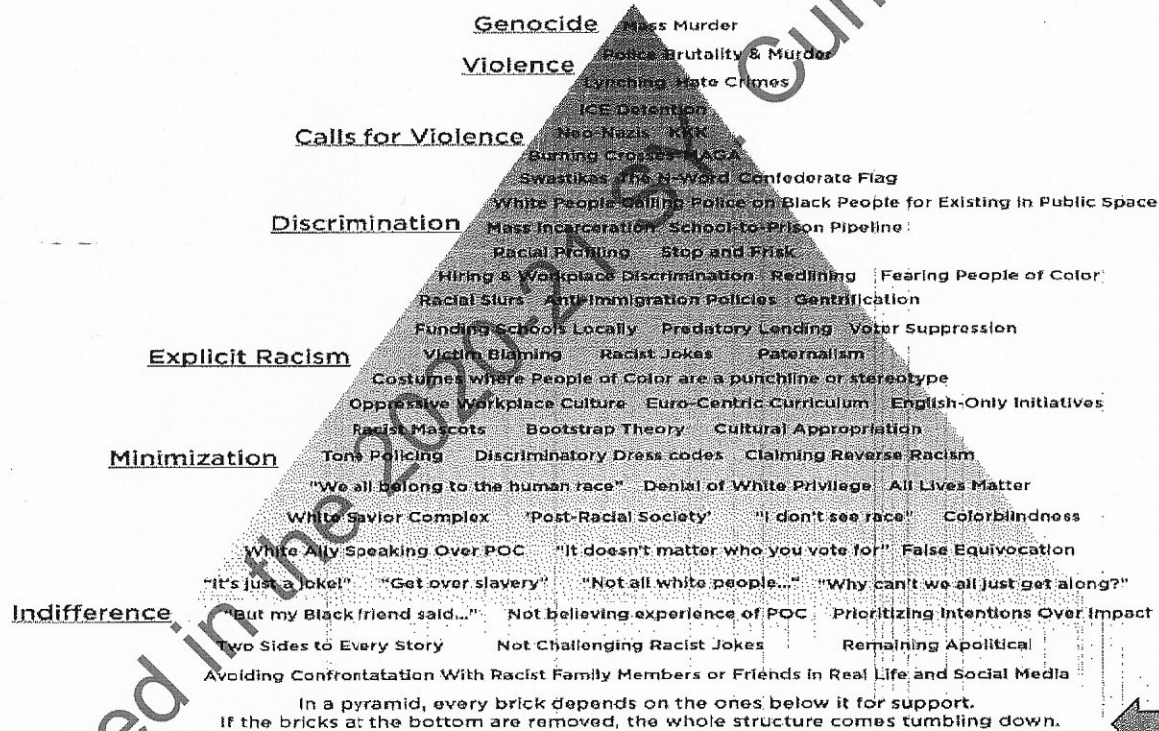 Genocide Mass Murder
Police Brutality & Murder
Violence
Lynching Hate Crimes
ICE Detention
Calls for Violence Neo-Nazis KKK
Burning Crosses MAGA
Swastikas The N-Word Confederate Flag
White People Calling Police on Black People for Existing in Public Space
Discrimination Mass Incarceration School-to-Prison Pipeline
Racial Profiling Stop and Frisk
Hiring & Workplace Discrimination Redlining Fearing People of Color
Racial Slurs Anti-Immigration Policies Gentrification
Funding Schools Locally Predatory Lending Voter Suppression
Explicit Racism Victim Blaming Racist Jokes Paternalism
Costumes where People of Color are a punchline or stereotype
Oppressive Workplace Culture Euro-Centric Curriculum English-Only Initiatives
Racist Mascots Bootstrap Theory Cultural Appropriation
Minimization Tone Policing Discriminatory Dress codes Claiming Reverse Racism
"We all belong to the human race" Denial of White Privilege All Lives Matter
White Savior Complex 'Post-Racial Society' "I don't see race" Colorblindness
White Ally Speaking Over POC "It doesn't matter who you vote for" False Equivocation
"It's just a joke!" "Get over slavery" "Not all white people..." "Why can't we all just get along?"
Indifference "But my Black friend said..." Not believing experience of POC Prioritizing Intentions Over Impact
Two Sides to Every Story Not Challenging Racist Jokes Remaining Apolitical
Avoiding Confrontatation With Racist Family Members or Friends in Real Life and Social Media
In a pyramid, every brick depends on the ones below it for support.
If the bricks at the bottom are removed, the whole structure comes tumbling down.
in the 2020-21 SY.